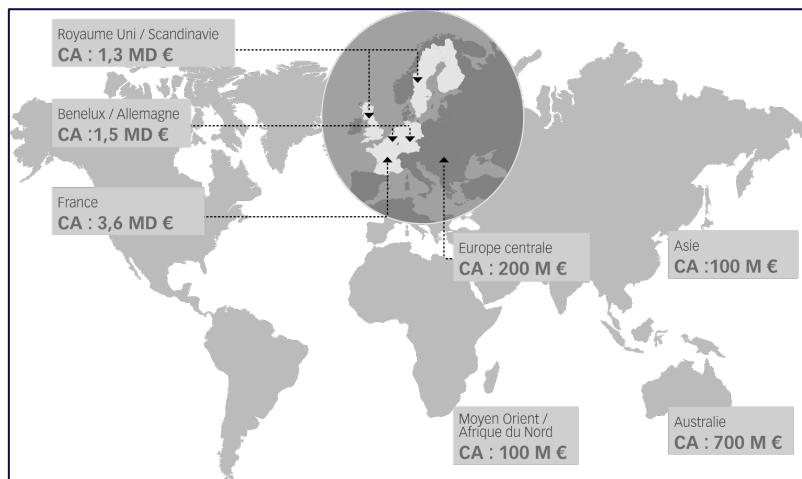 Royaume Uni / Scandinavie
CA : 1,3 MD €
Benelux / Allemagne
CA :1,5 MD €
France
CA : 3,6 MD €
Europe centrale
CA : 200 M €
Asie
CA :100 M €
Moyen Orient /
Afrique du Nord
CA : 100 M €
Australie
CA : 700 M €